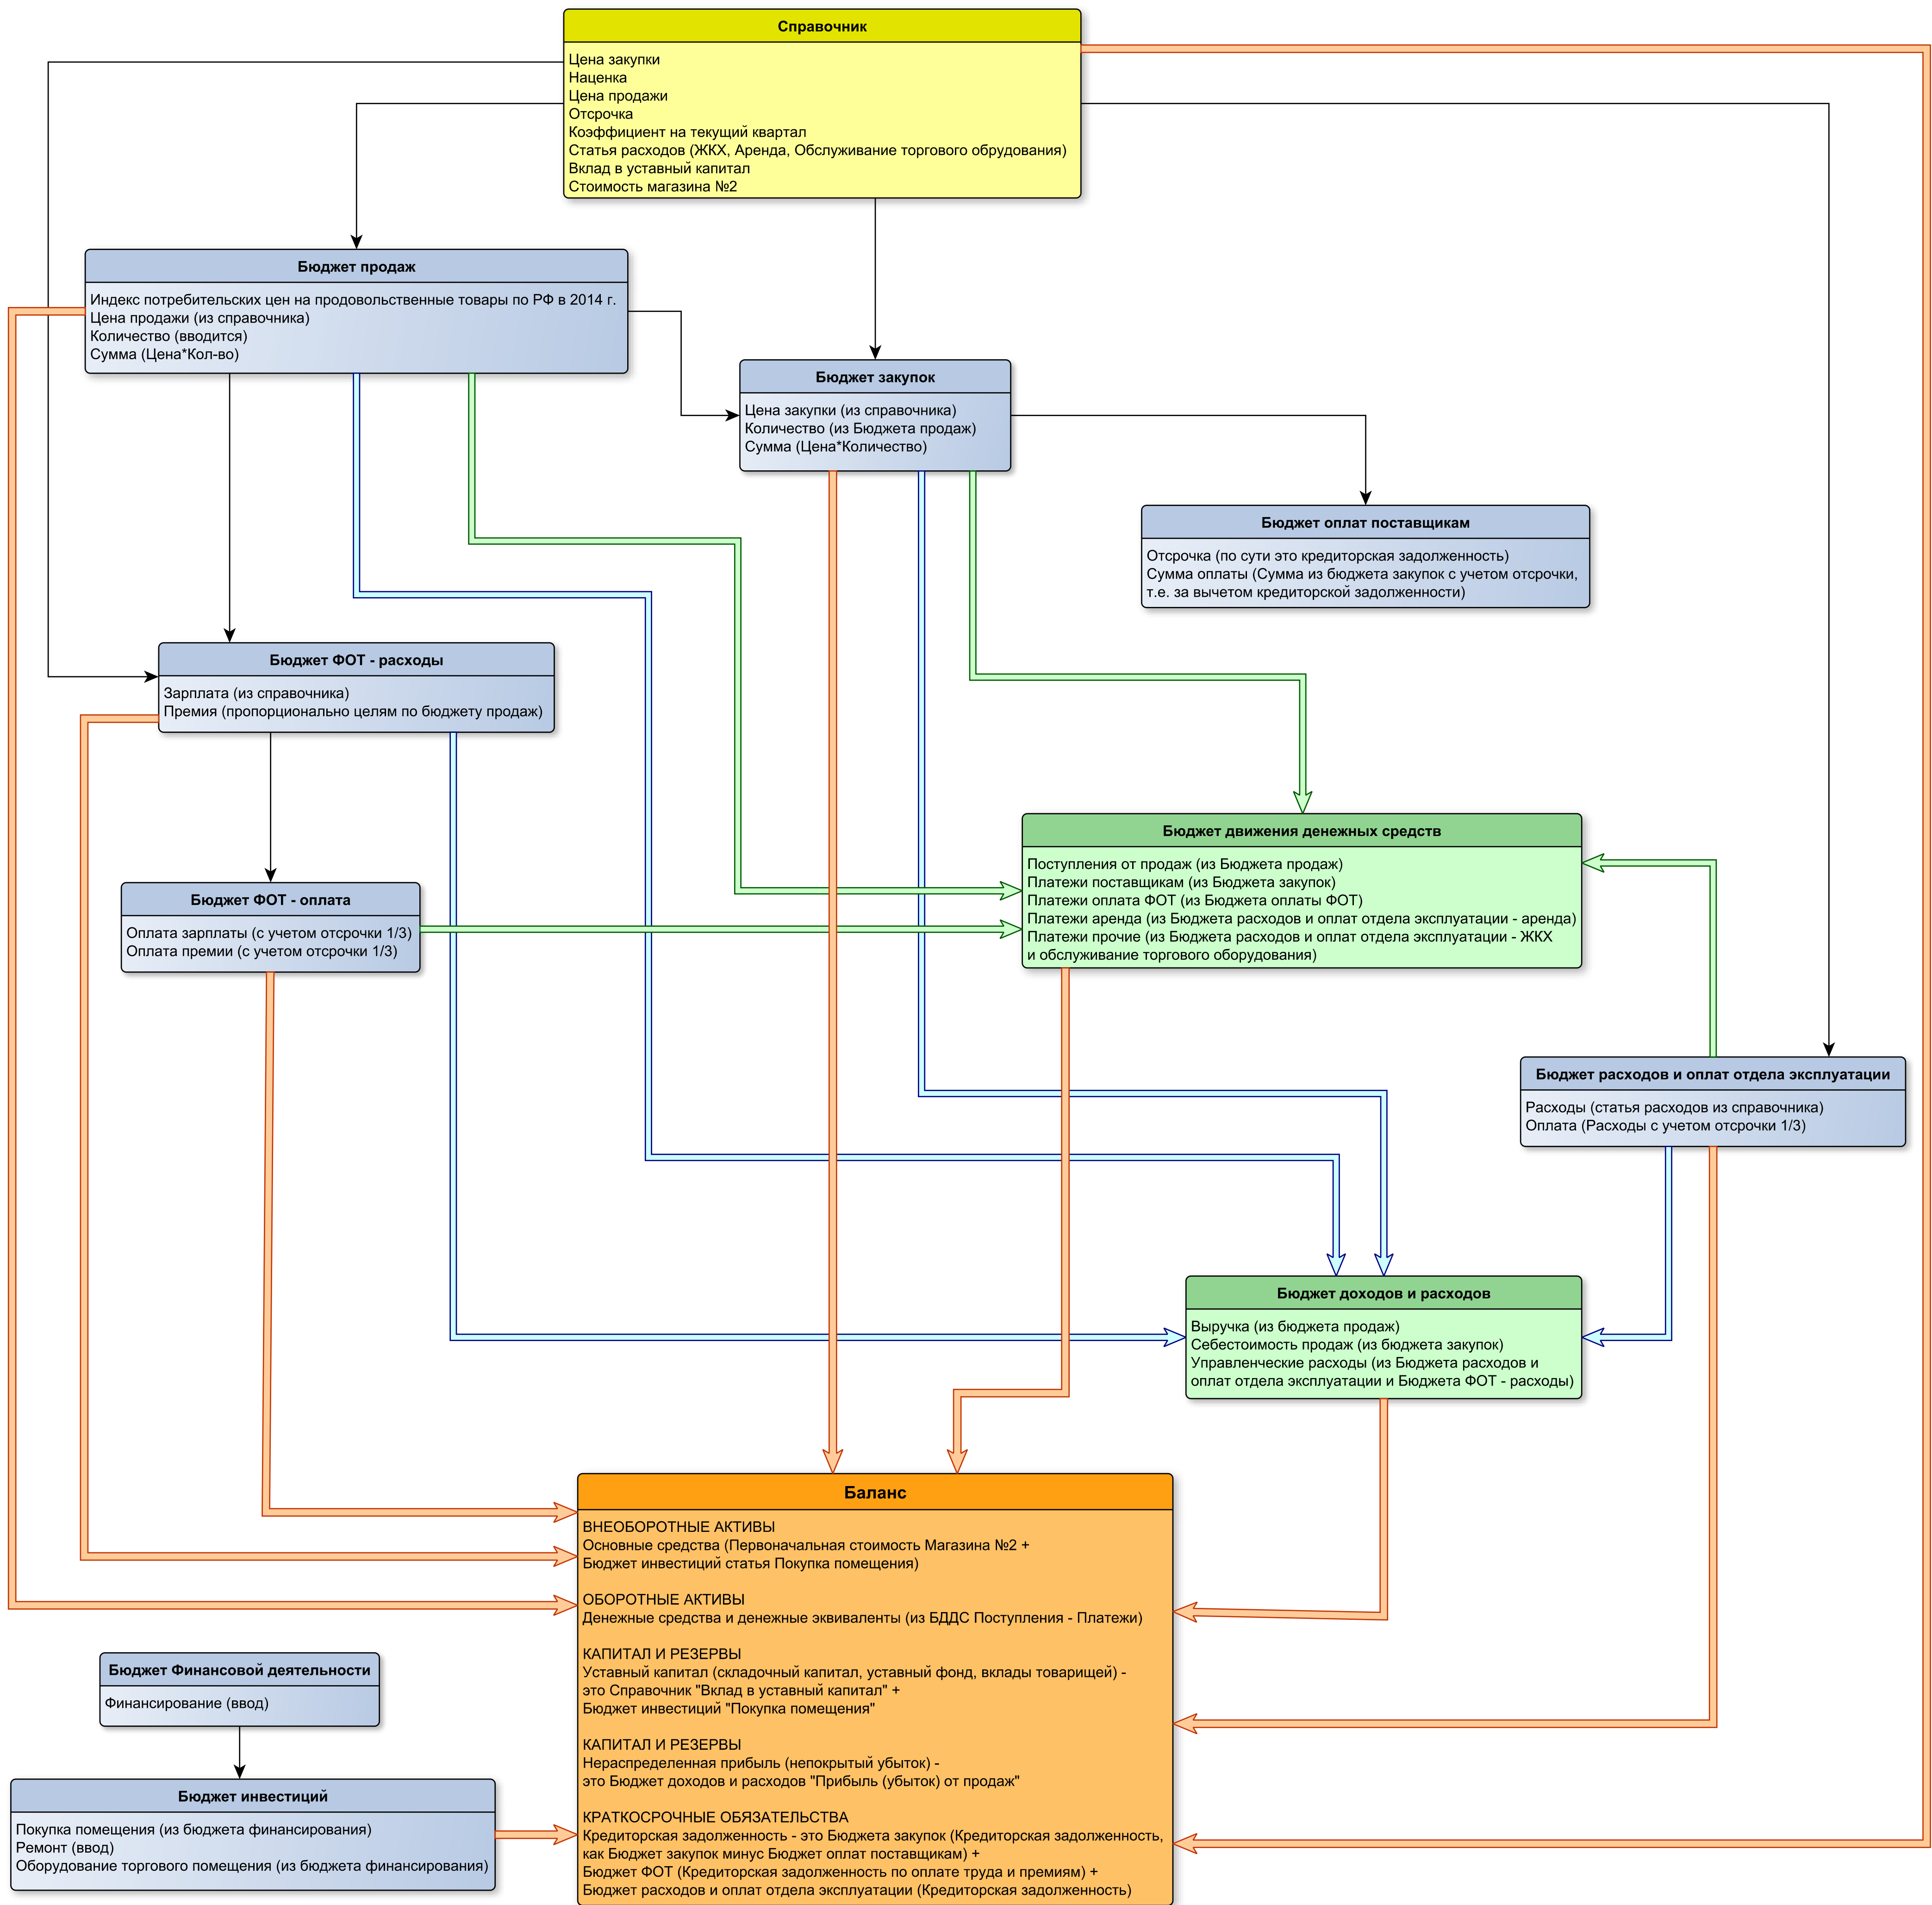 Справочник
Цена закупки
Наценка
Цена продажи
Отсрочка
Коэффициент на текущий квартал
Статья расходов (ЖКХ, Аренда, Обслуживание торгового обрудования)
Вклад в уставный капитал
Стоимость магазина №2
Бюджет продаж
Индекс потребительских цен на продовольственные товары по РФ в 2014 г.
Цена продажи (из справочника)
Количество (вводится)
Сумма (Цена*Кол-во)
Бюджет закупок
Цена закупки (из справочника)
Количество (из Бюджета продаж)
Сумма (Цена*Количество)
Бюджет оплат поставщикам
Отсрочка (по сути это кредиторская задолженность)
Сумма оплаты (Сумма из бюджета закупок с учетом отсрочки,
т.е. за вычетом кредиторской задолженности)
Бюджет ФОТ - расходы
Зарплата (из справочника)
Премия (пропорционально целям по бюджету продаж)
Бюджет движения денежных средств
Поступления от продаж (из Бюджета продаж)
Платежи поставщикам (из Бюджета закупок)
Платежи оплата ФОТ (из Бюджета оплаты ФОТ)
Платежи аренда (из Бюджета расходов и оплат отдела эксплуатации - аренда)
Платежи прочие (из Бюджета расходов и оплат отдела эксплуатации - ЖКХ
и обслуживание торгового оборудования)
Бюджет ФОТ - оплата
Оплата зарплаты (с учетом отсрочки 1/3)
Оплата премии (с учетом отсрочки 1/3)
Бюджет расходов и оплат отдела эксплуатации
Расходы (статья расходов из справочника)
Оплата (Расходы с учетом отсрочки 1/3)
Бюджет доходов и расходов
Выручка (из бюджета продаж)
Себестоимость продаж (из бюджета закупок)
Управленческие расходы (из Бюджета расходов и
оплат отдела эксплуатации и Бюджета ФОТ - расходы)
Баланс
ВНЕОБОРОТНЫЕ АКТИВЫ
Основные средства (Первоначальная стоимость Магазина №2 +
Бюджет инвестиций статья Покупка помещения)
ОБОРОТНЫЕ АКТИВЫ
Денежные средства и денежные эквиваленты (из БДДС Поступления - Платежи)
КАПИТАЛ И РЕЗЕРВЫ
Уставный капитал (складочный капитал, уставный фонд, вклады товарищей) -
это Справочник "Вклад в уставный капитал" +
Бюджет инвестиций "Покупка помещения"
КАПИТАЛ И РЕЗЕРВЫ
Нераспределенная прибыль (непокрытый убыток) -
это Бюджет доходов и расходов "Прибыль (убыток) от продаж"
КРАТКОСРОЧНЫЕ ОБЯЗАТЕЛЬСТВА
Кредиторская задолженность - это Бюджета закупок (Кредиторская задолженность,
как Бюджет закупок минус Бюджет оплат поставщикам) +
Бюджет ФОТ (Кредиторская задолженность по оплате труда и премиям) +
Бюджет расходов и оплат отдела эксплуатации (Кредиторская задолженность)
Бюджет Финансовой деятельности
Финансирование (ввод)
Бюджет инвестиций
Покупка помещения (из бюджета финансирования)
Ремонт (ввод)
Оборудование торгового помещения (из бюджета финансирования)